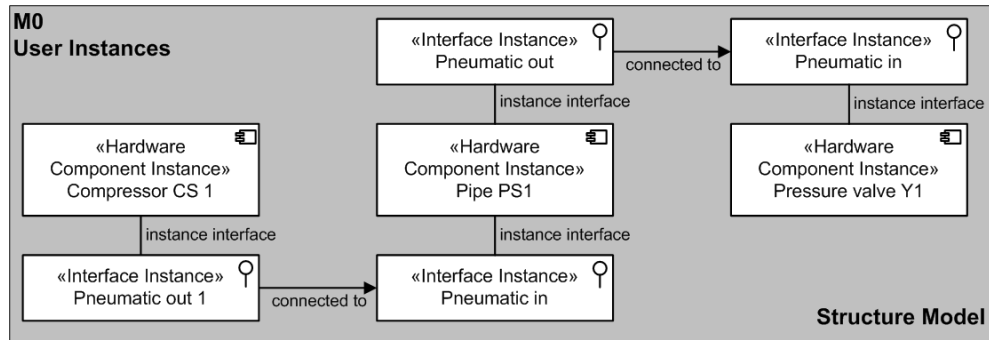 M0
User Instances
«Interface Instance»
Pneumatic out
connected to
«Interface Instance»
Pneumatic in
instance interface
instance interface
«Hardware
Component Instance»
Compressor CS 1
«Hardware
Component Instance»
Pipe PS1
«Hardware
Component Instance»
Pressure valve Y1
instance interface
instance interface
«Interface Instance»
Pneumatic out 1
connected to
«Interface Instance»
Pneumatic in
Structure Model